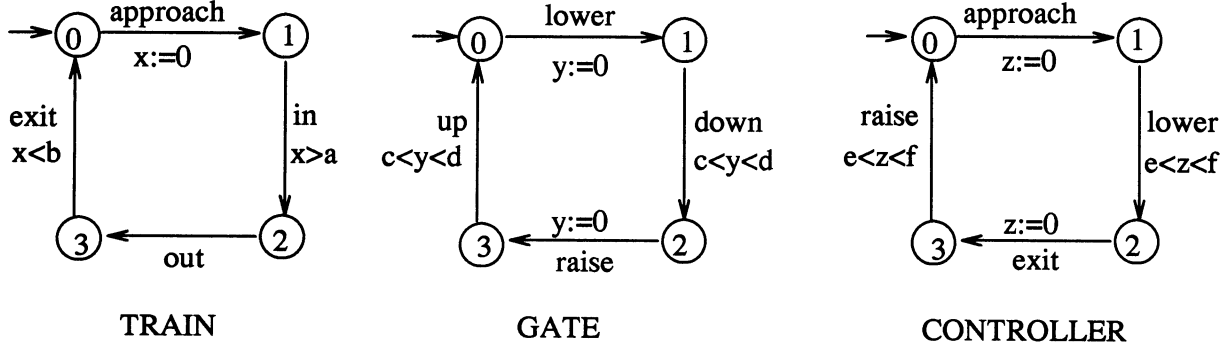 approach
0
1
x:=0
exit
x<b
in
x>a
3
2
out
TRAIN
lower
0
1
y:=0
up
c<y<d
down
c<y<d
y:=0
3
2
raise
GATE
approach
0
1
z:=0
raise
e<z<f
lower
e<z<f
z:=0
3
2
exit
CONTROLLER